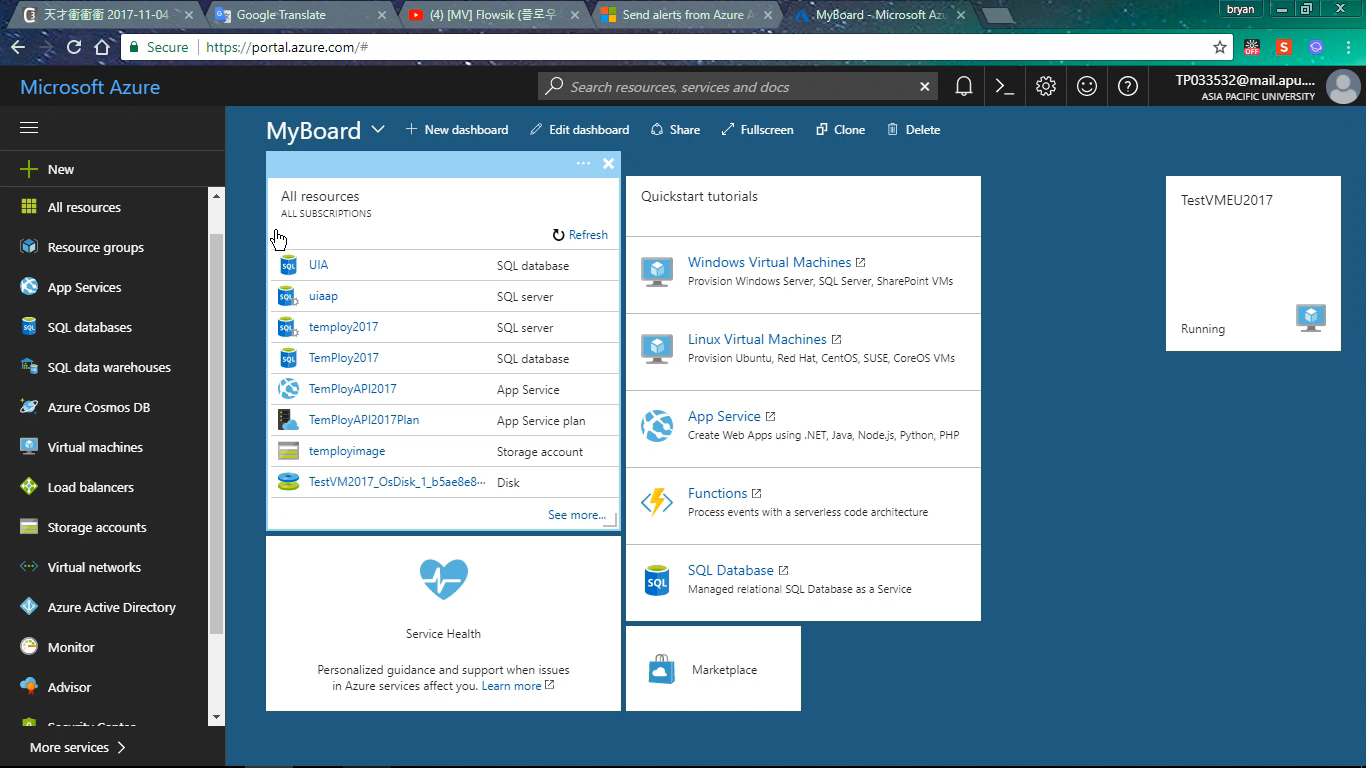 天才衝衝衝 2017-11-04
Google Translate
(4) [MV] Flowsik (플로우
Send alerts from Azure A
MyBoard - Microsoft Azu
bryan
Secure
https://portal.azure.com/#
OFF
S
Microsoft Azure
Search resources, services and docs
TP033532@mail.apu....
ASIA PACIFIC UNIVERSITY
MyBoard
New dashboard
Edit dashboard
Share
Fullscreen
Clone
Delete
New
All resources
Resource groups
App Services
SQL databases
SQL data warehouses
Azure Cosmos DB
Virtual machines
Load balancers
Storage accounts
Virtual networks
Azure Active Directory
Monitor
Advisor
Security Center
More services
All resources
ALL SUBSCRIPTIONS
Refresh
UIA SQL database
uiaap SQL server
temploy2017 SQL server
TemPloy2017 SQL database
TemPloyAPI2017 App Service
TemPloyAPI2017Plan App Service plan
temployimage Storage account
TestVM2017_OsDisk_1_b5ae8e8··· Disk
See more...
Service Health
Personalized guidance and support when issues
in Azure services affect you. Learn more
Quickstart tutorials
Windows Virtual Machines
Provision Windows Server, SQL Server, SharePoint VMs
Linux Virtual Machines
Provision Ubuntu, Red Hat, CentOS, SUSE, CoreOS VMs
App Service
Create Web Apps using .NET, Java, Node.js, Python, PHP
Functions
Process events with a serverless code architecture
SQL Database
Managed relational SQL Database as a Service
Marketplace
TestVMEU2017
Running